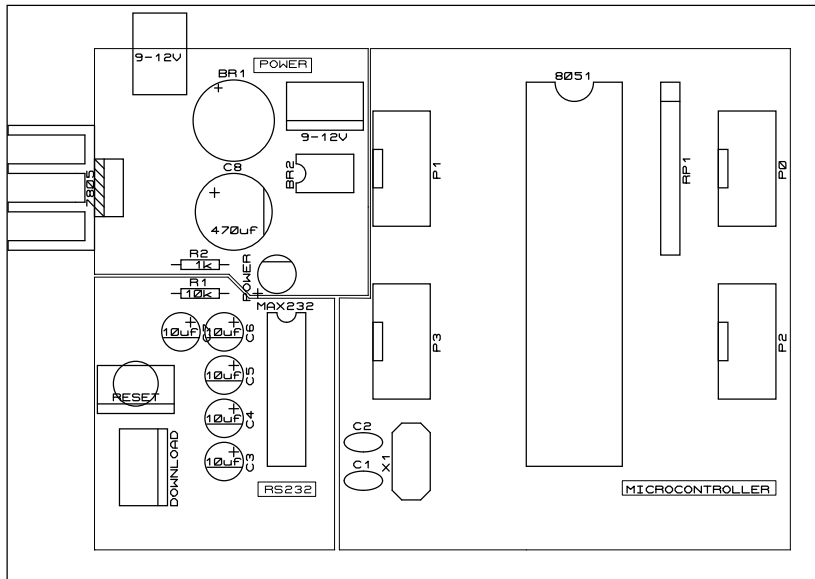 9-12V
POWER
BR1
9-12V
C8
BR2
7805
470uf
R2
1k
R1
10k
POWER
MAX232
10uf
C7
10uf
C6
C5
10uf
RESET
C4
10uf
C3
10uf
DOWNLOAD
RS232
8051
P1
RP1
P0
P3
P2
C2
C1
X1
MICROCONTROLLER